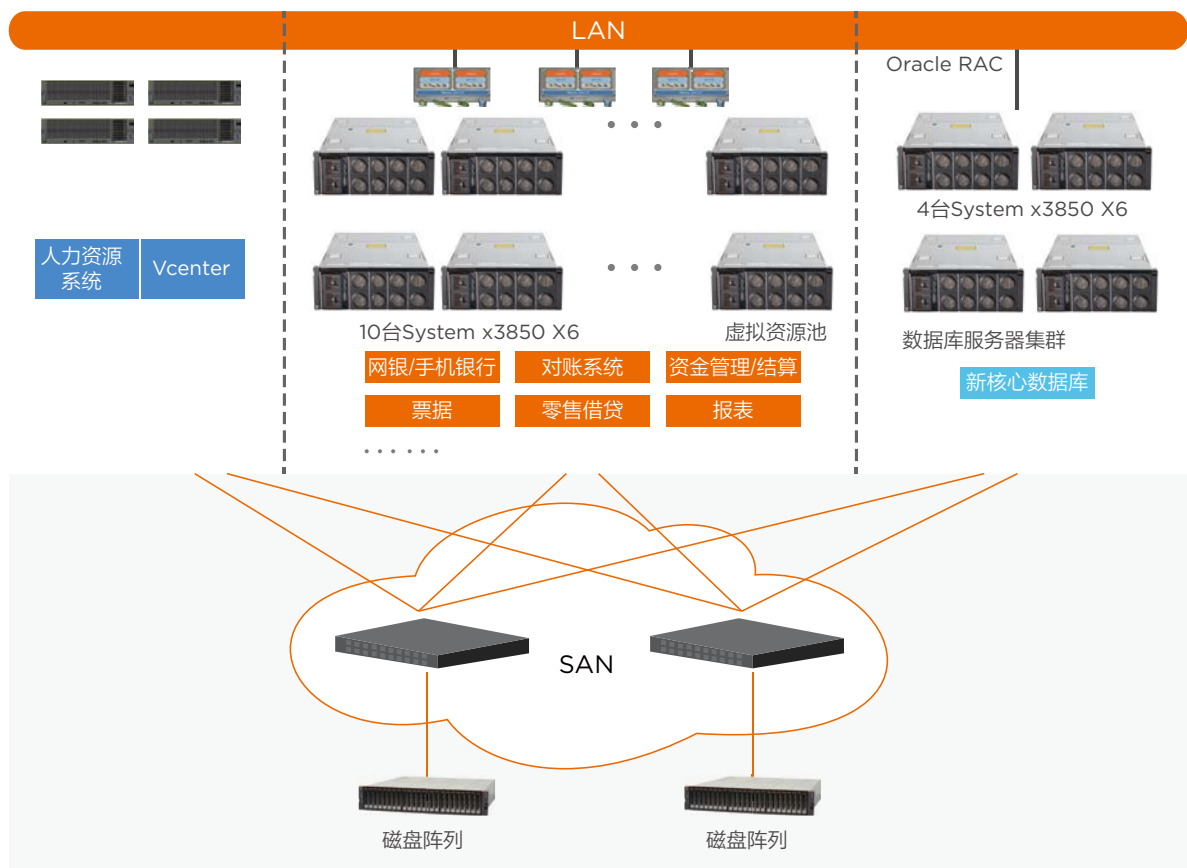 LAN
Oracle RAC
4台System x3850 X6
人力资源
系统
Vcenter
10台System x3850 X6
虚拟资源池
数据库服务器集群
网银/手机银行
对账系统
资金管理/结算
新核心数据库
票据
零售借贷
报表
......
SAN
磁盘阵列
磁盘阵列